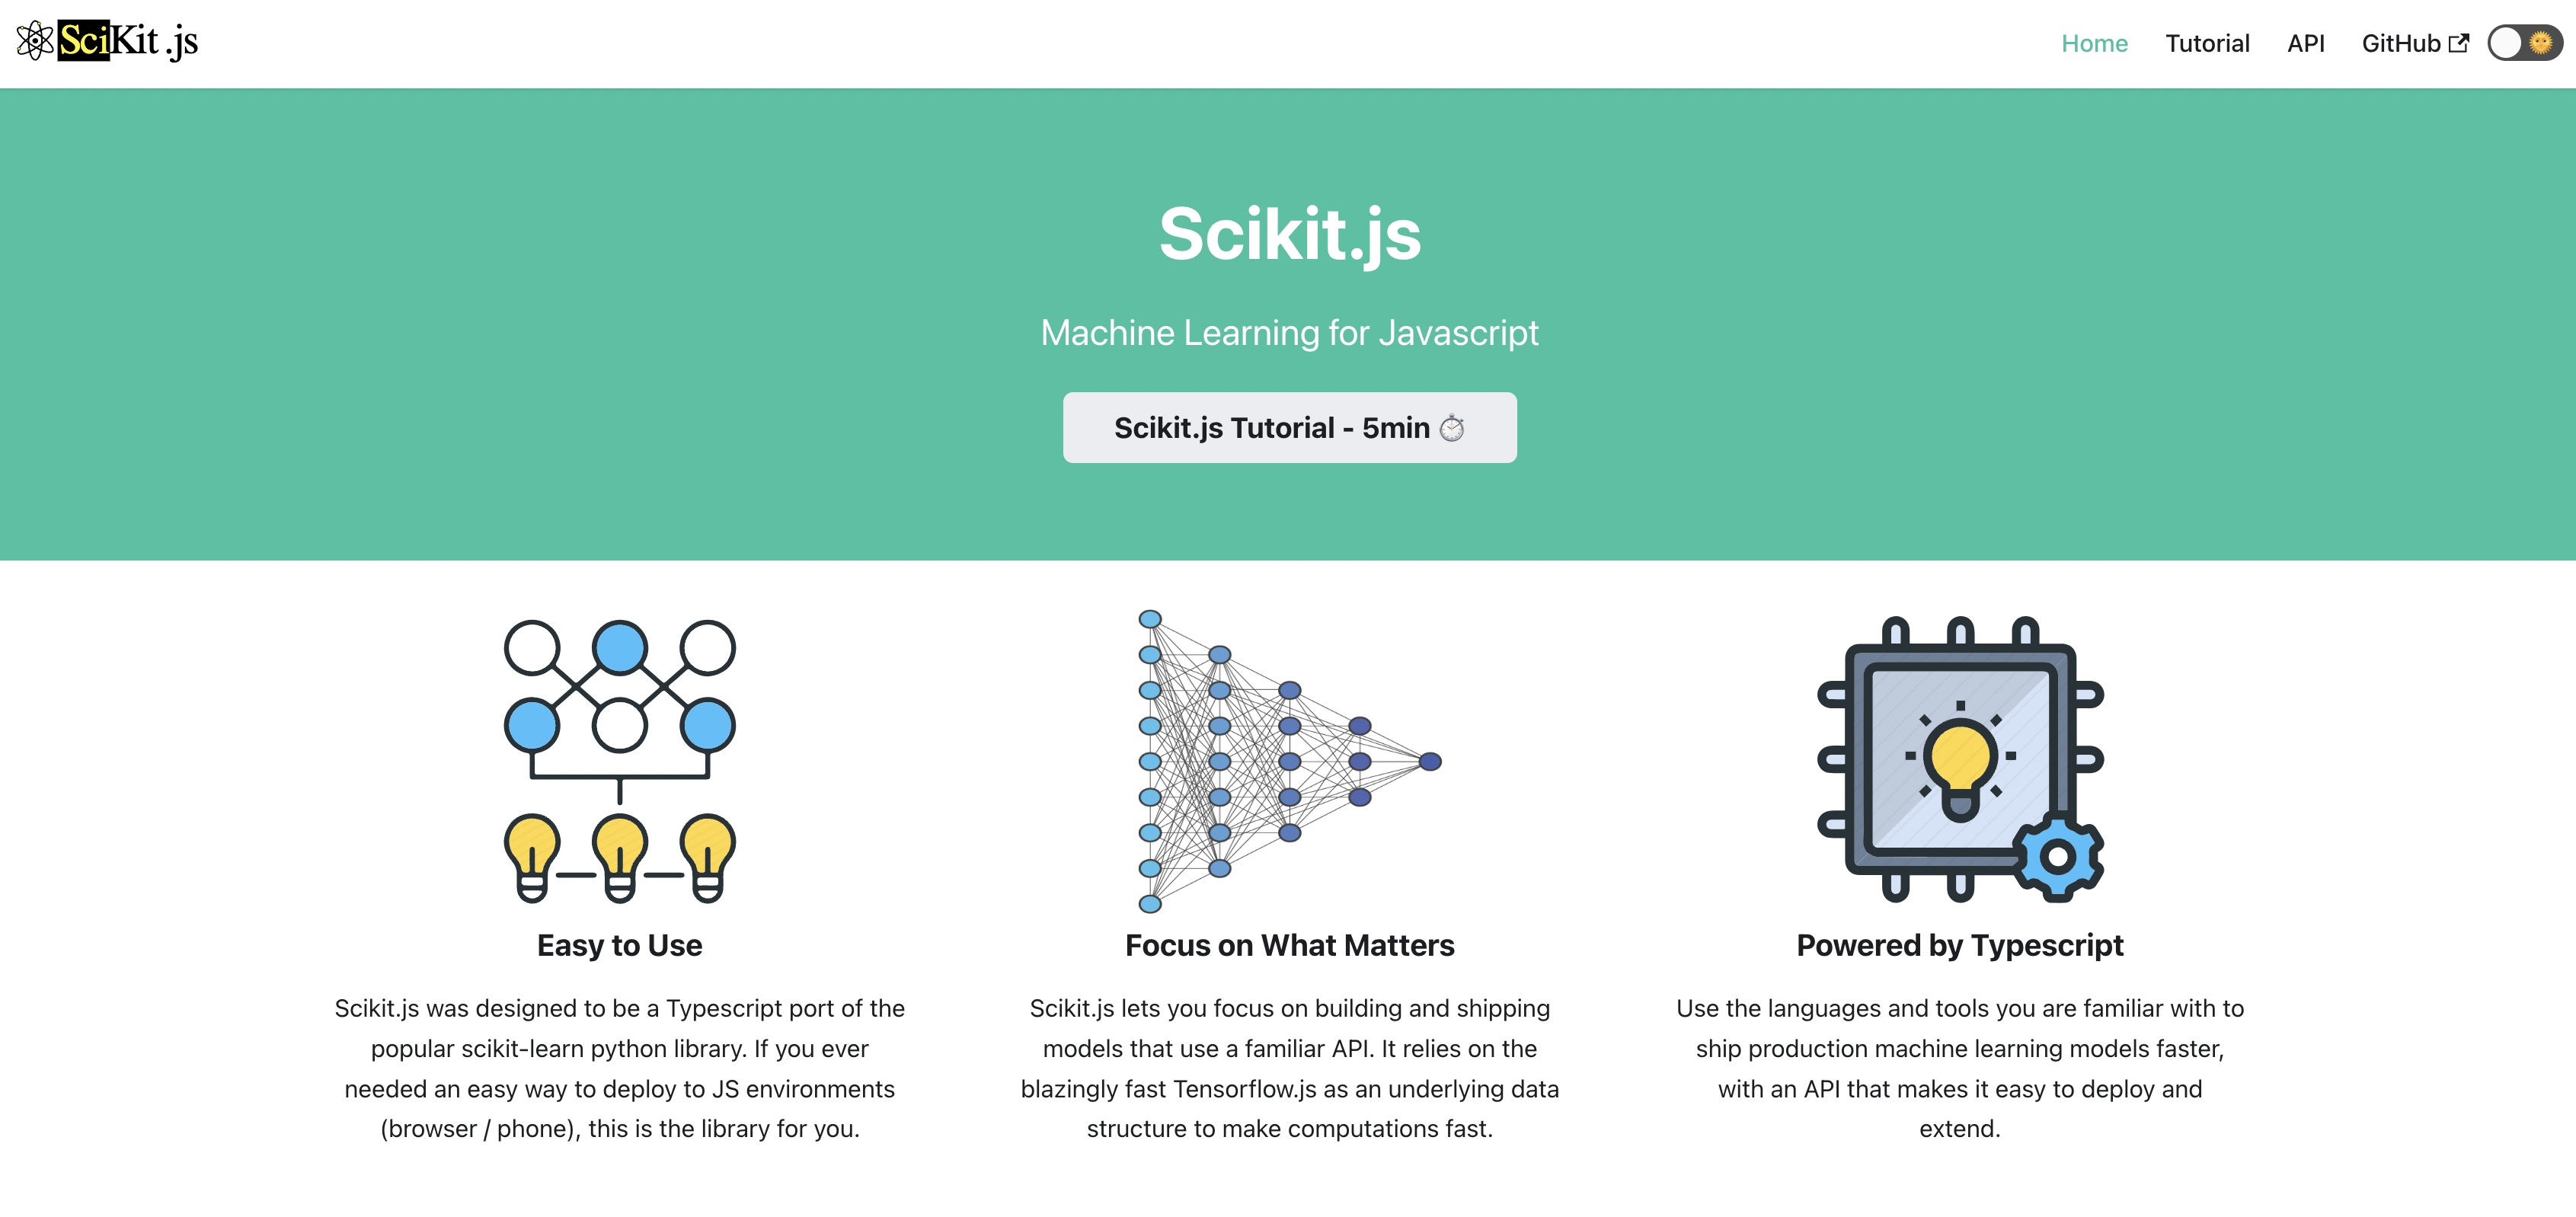 SciKit .js
Home Tutorial API GitHub
Scikit.js
Machine Learning for Javascript
Scikit.js Tutorial - 5min ⏱️
Easy to Use
Scikit.js was designed to be a Typescript port of the
popular scikit-learn python library. If you ever
needed an easy way to deploy to JS environments
(browser / phone), this is the library for you.
Focus on What Matters
Scikit.js lets you focus on building and shipping
models that use a familiar API. It relies on the
blazingly fast Tensorflow.js as an underlying data
structure to make computations fast.
Powered by Typescript
Use the languages and tools you are familiar with to
ship production machine learning models faster,
with an API that makes it easy to deploy and
extend.